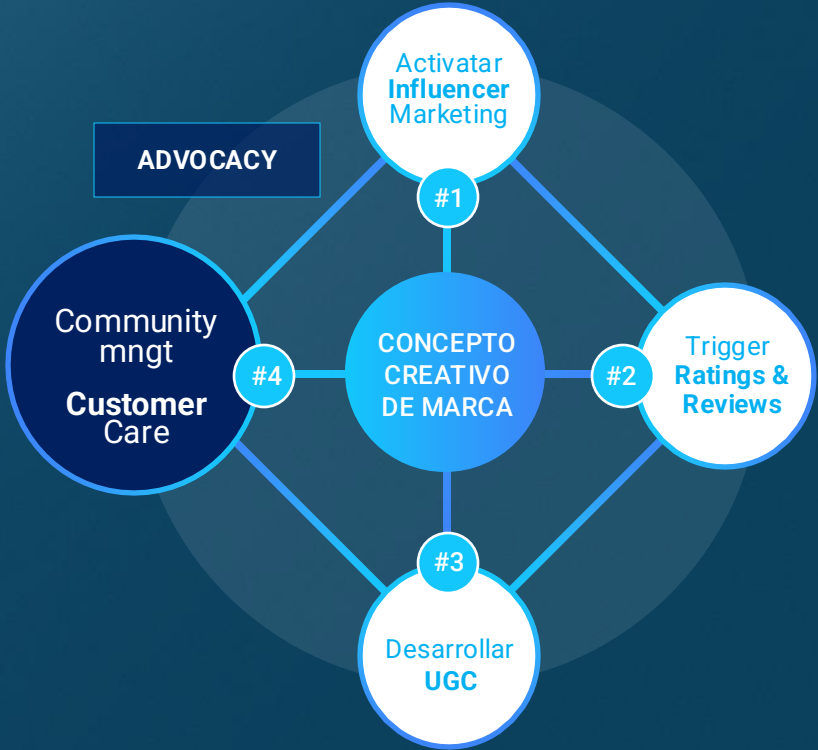 Activatar
Influencer
Marketing
ADVOCACY
#1
Community
mngt
Customer
Care
#4
CONCEPTO
CREATIVO
DE MARCA
#2
Trigger
Ratings &
Reviews
#3
Desarrollar
UGC